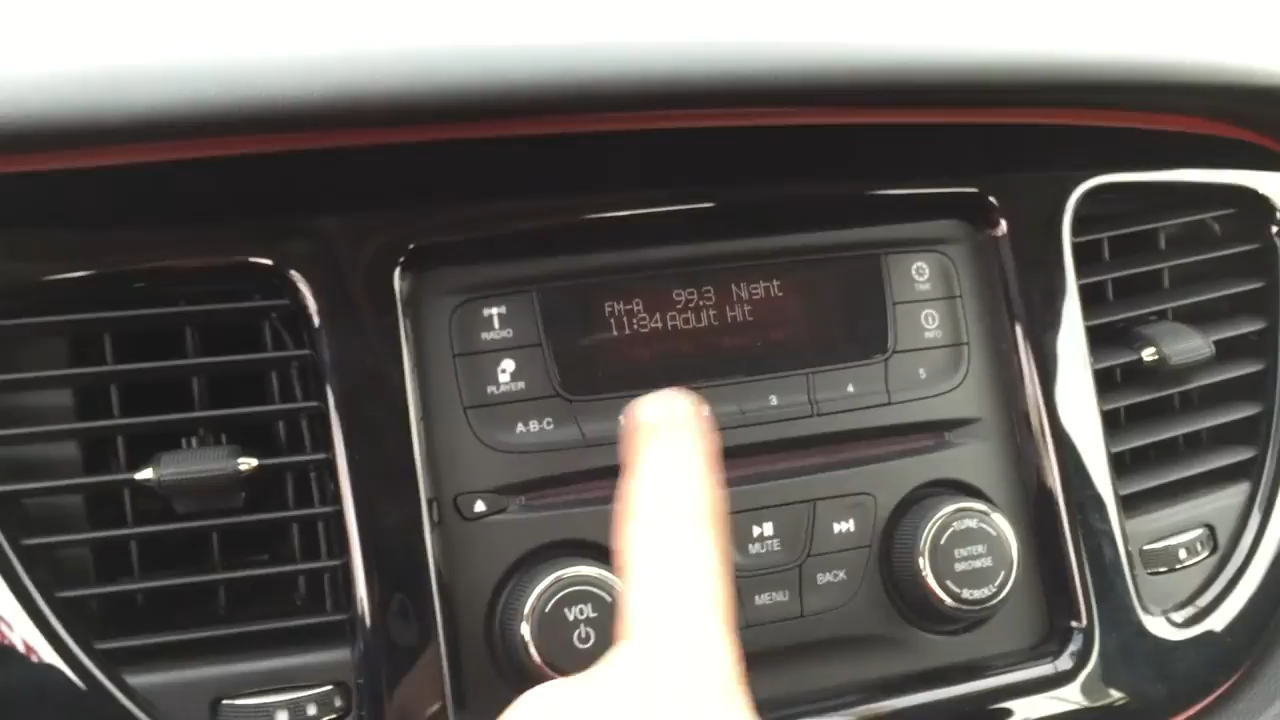 FM-A 99.3 Night
11:34 Adult Hit
RADIO
PLAYER
A-B-C
3
4
5
TIME
INFO
MUTE
MENU
BACK
VOL
TUNE
ENTER/
BROWSE
SCROLL